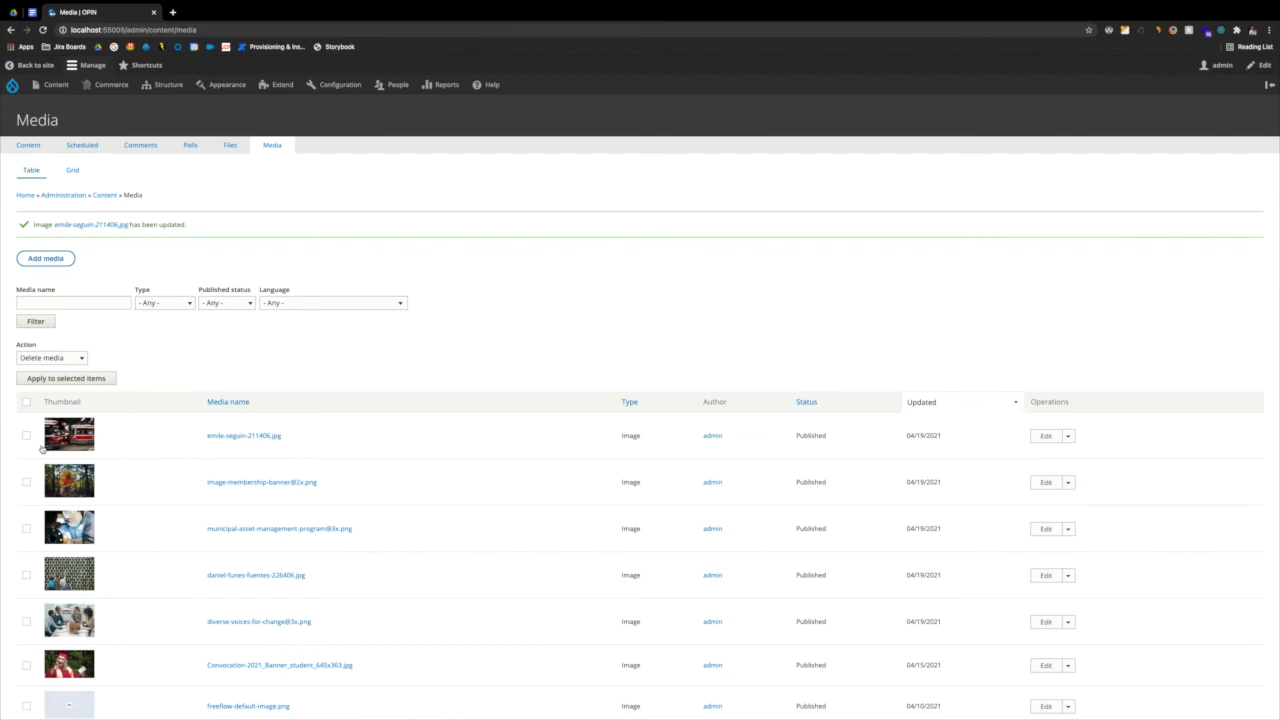 Media | OPIN
localhost:55005/admin/content/media
Apps Jira Boards Provisioning & Ins... Storybook Reading List
Back to site Manage Shortcuts admin Edit
Content Commerce Structure Appearance Extend Configuration People Reports Help
Media
Content Scheduled Comments Polls Files Media
Table Grid
Home » Administration » Content » Media
Image emile-seguin-211406.jpg has been updated.
Add media
Media name Type Published status Language
- Any - - Any - - Any -
Filter
Action
Delete media
Apply to selected items
Thumbnail Media name Type Author Status Updated Operations
emile-seguin-211406.jpg Image admin Published 04/19/2021 Edit
image-membership-banner@2x.png Image admin Published 04/19/2021 Edit
municipal-asset-management-program@3x.png Image admin Published 04/19/2021 Edit
daniel-funes-fuentes-226406.jpg Image admin Published 04/19/2021 Edit
diverse-voices-for-change@3x.png Image admin Published 04/19/2021 Edit
Convocation-2021_Banner_student_645x363.jpg Image admin Published 04/15/2021 Edit
freeflow-default-image.png Image admin Published 04/10/2021 Edit